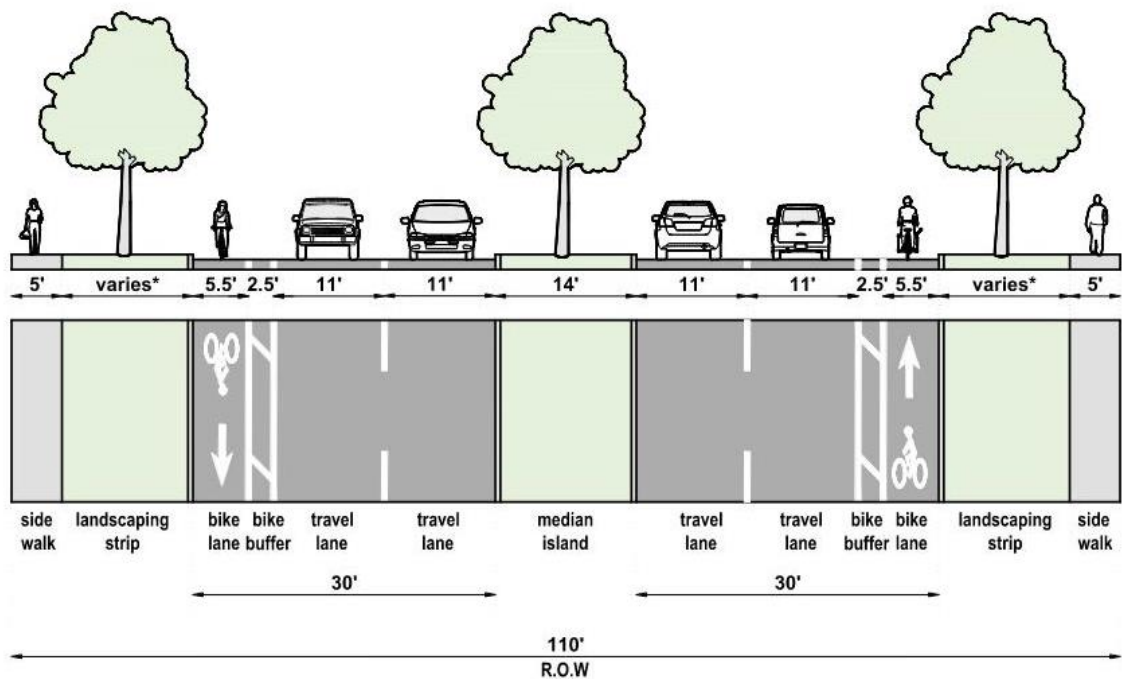 5' varies* 5.5' 2.5' 11' 11' 14' 11' 11' 2.5' 5.5' varies* 5'
side walk
landscaping strip
bike lane
bike buffer
travel lane
travel lane
median island
travel lane
travel lane
bike buffer
bike lane
landscaping strip
side walk
30' 30'
110'
R.O.W